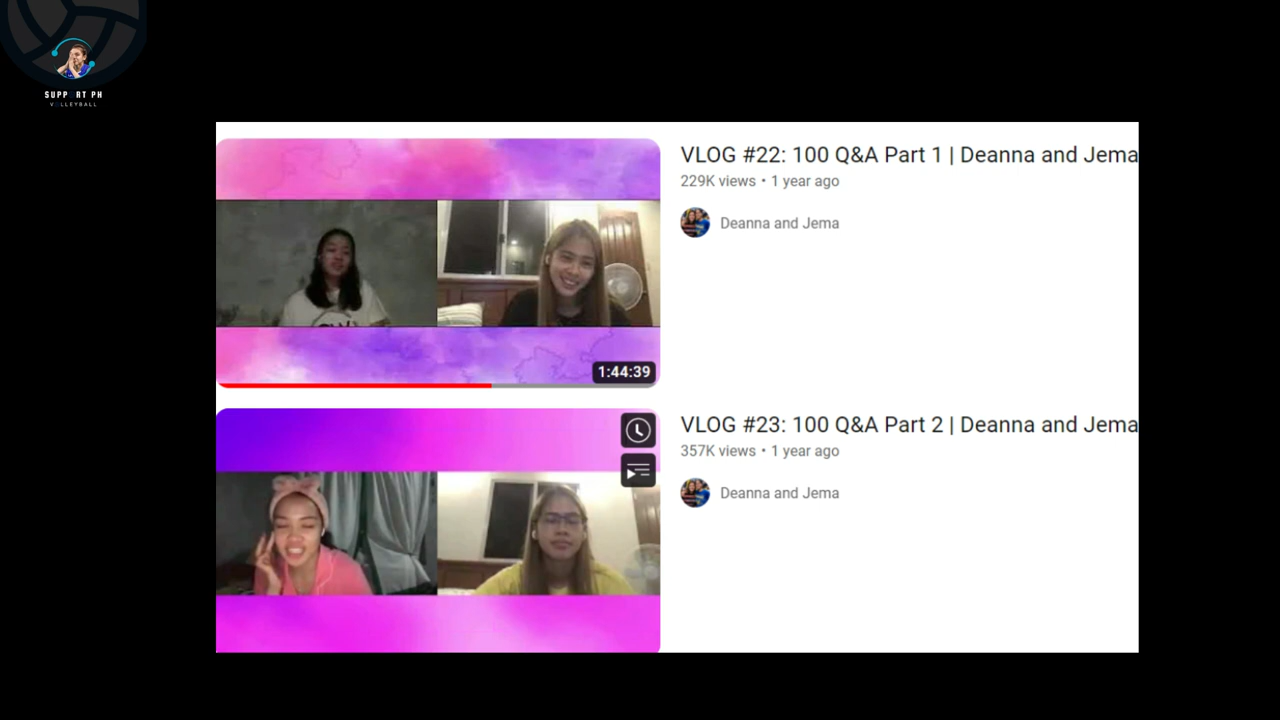 SUPP RT PH
V LLEYBALL
VLOG #22: 100 Q&A Part 1 | Deanna and Jema
229K views • 1 year ago
Deanna and Jema
1:44:39
VLOG #23: 100 Q&A Part 2 | Deanna and Jema
357K views • 1 year ago
Deanna and Jema